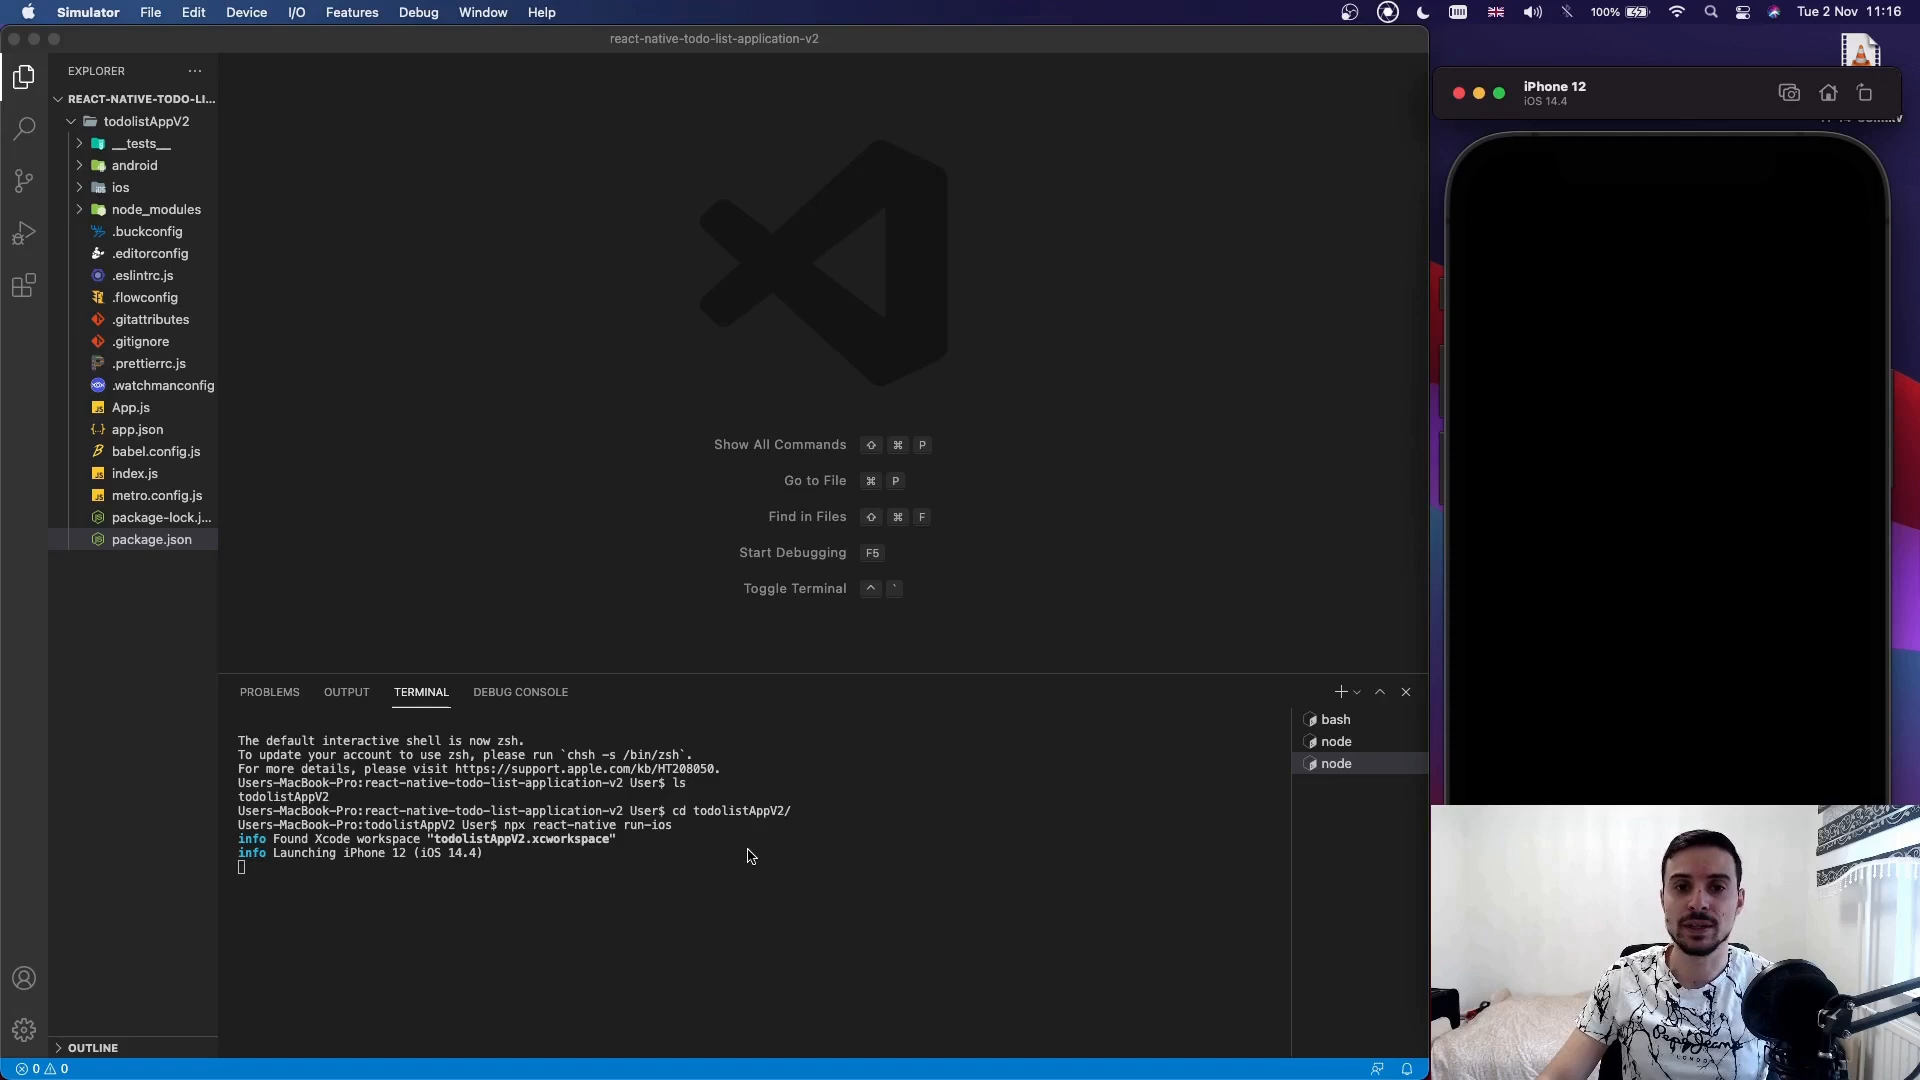 Simulator File Edit Device I/O Features Debug Window Help
100% Tue 2 Nov 11:16
react-native-todo-list-application-v2
EXPLORER
REACT-NATIVE-TODO-LI...
todolistAppV2
__tests__
android
ios
node_modules
.buckconfig
.editorconfig
.eslintrc.js
.flowconfig
.gitattributes
.gitignore
.prettierrc.js
.watchmanconfig
App.js
app.json
babel.config.js
index.js
metro.config.js
package-lock.j...
package.json
OUTLINE
Show All Commands ⇧ ⌘ P
Go to File ⌘ P
Find in Files ⇧ ⌘ F
Start Debugging F5
Toggle Terminal ^ `
PROBLEMS OUTPUT TERMINAL DEBUG CONSOLE
The default interactive shell is now zsh.
To update your account to use zsh, please run `chsh -s /bin/zsh`.
For more details, please visit https://support.apple.com/kb/HT208050.
Users-MacBook-Pro:react-native-todo-list-application-v2 User$ ls
todolistAppV2
Users-MacBook-Pro:react-native-todo-list-application-v2 User$ cd todolistAppV2/
Users-MacBook-Pro:todolistAppV2 User$ npx react-native run-ios
info Found Xcode workspace "todolistAppV2.xcworkspace"
info Launching iPhone 12 (iOS 14.4)
bash
node
node
0 0
iPhone 12
iOS 14.4
Pepe Jeans
LONDON